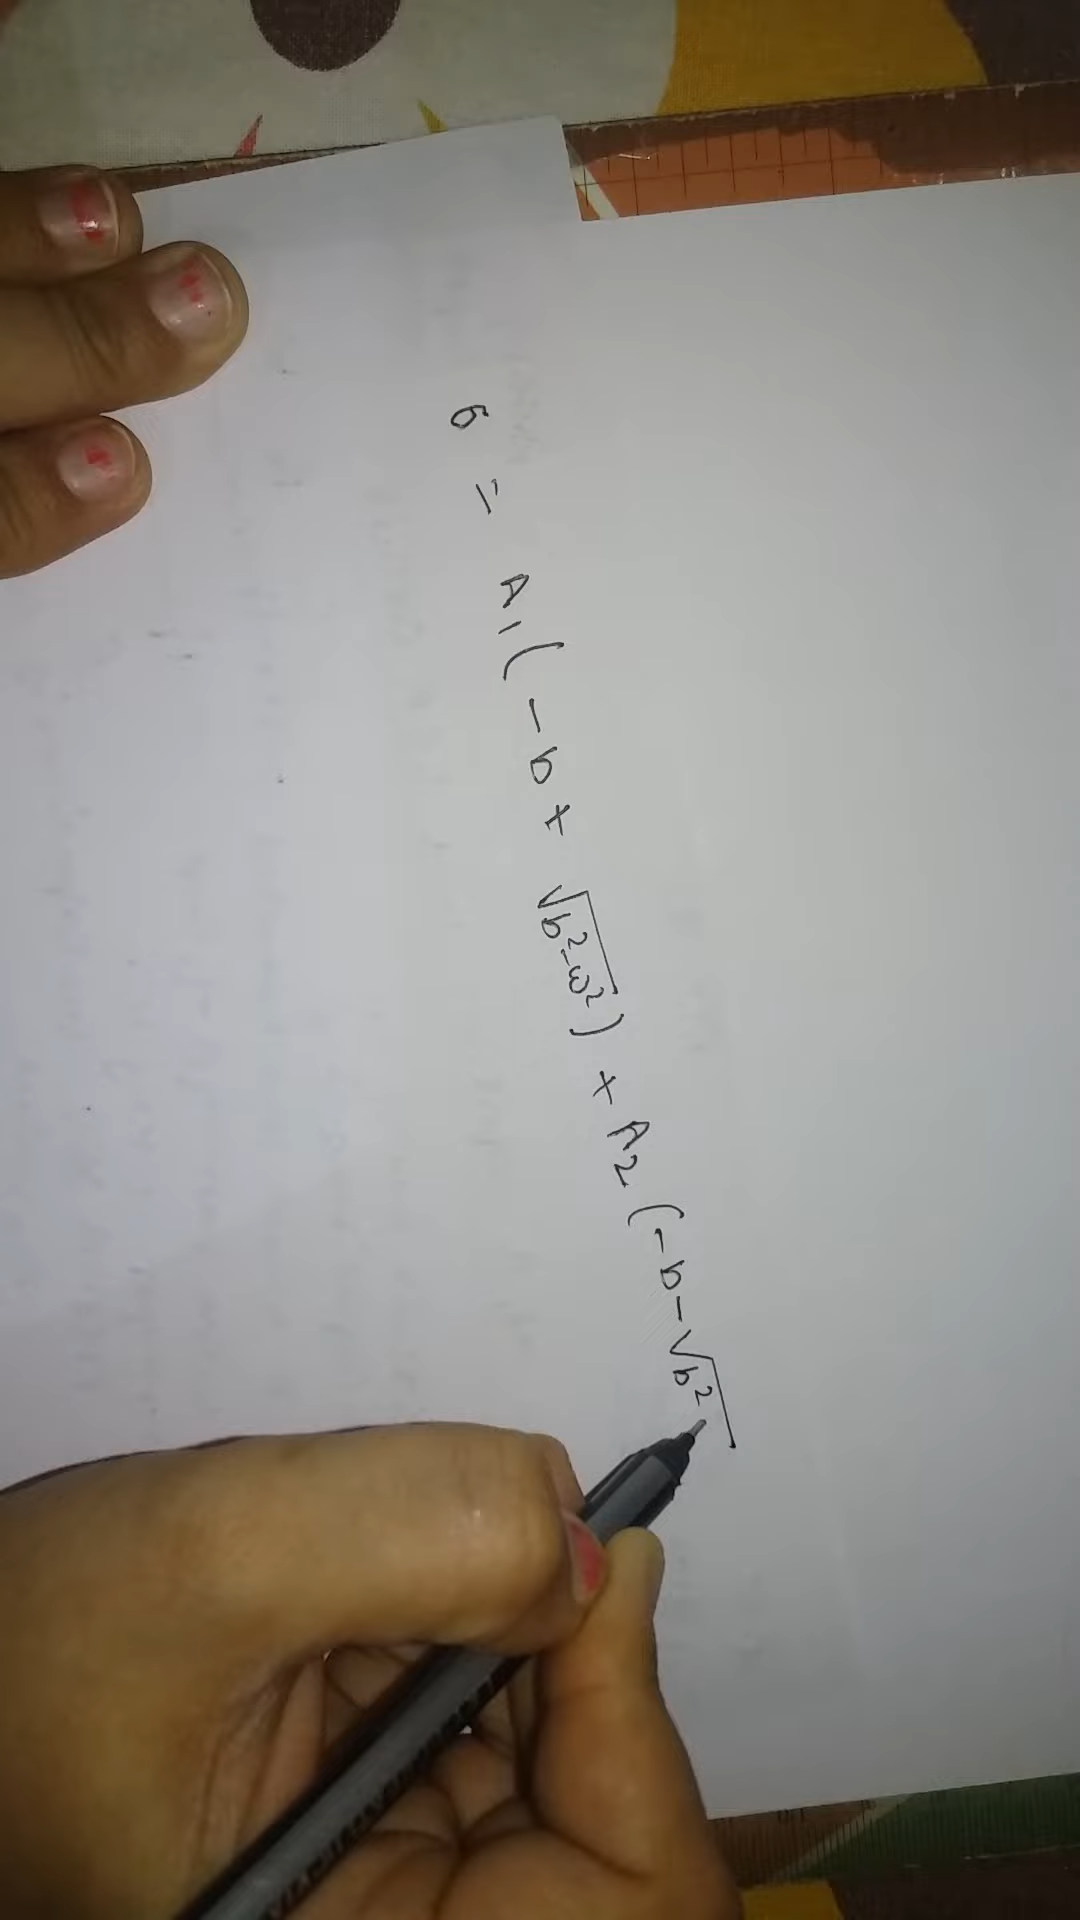 0 = A₁(-b + √(b²-ω²)) + A₂(-b-√b²